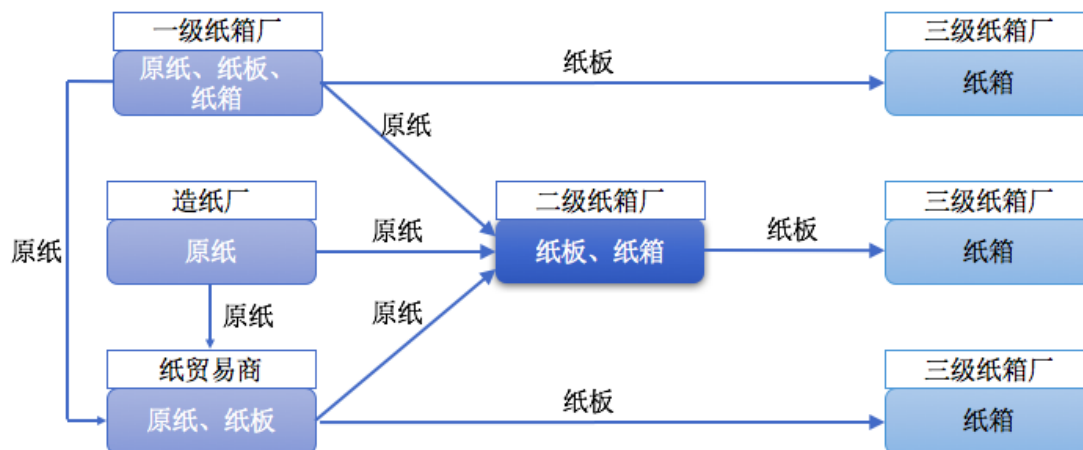 一级纸箱厂
原纸、纸板、
纸箱
纸板
三级纸箱厂
纸箱
原纸
造纸厂
原纸
原纸
二级纸箱厂
纸板、纸箱
纸板
三级纸箱厂
纸箱
原纸
原纸
原纸
纸贸易商
原纸、纸板
纸板
三级纸箱厂
纸箱